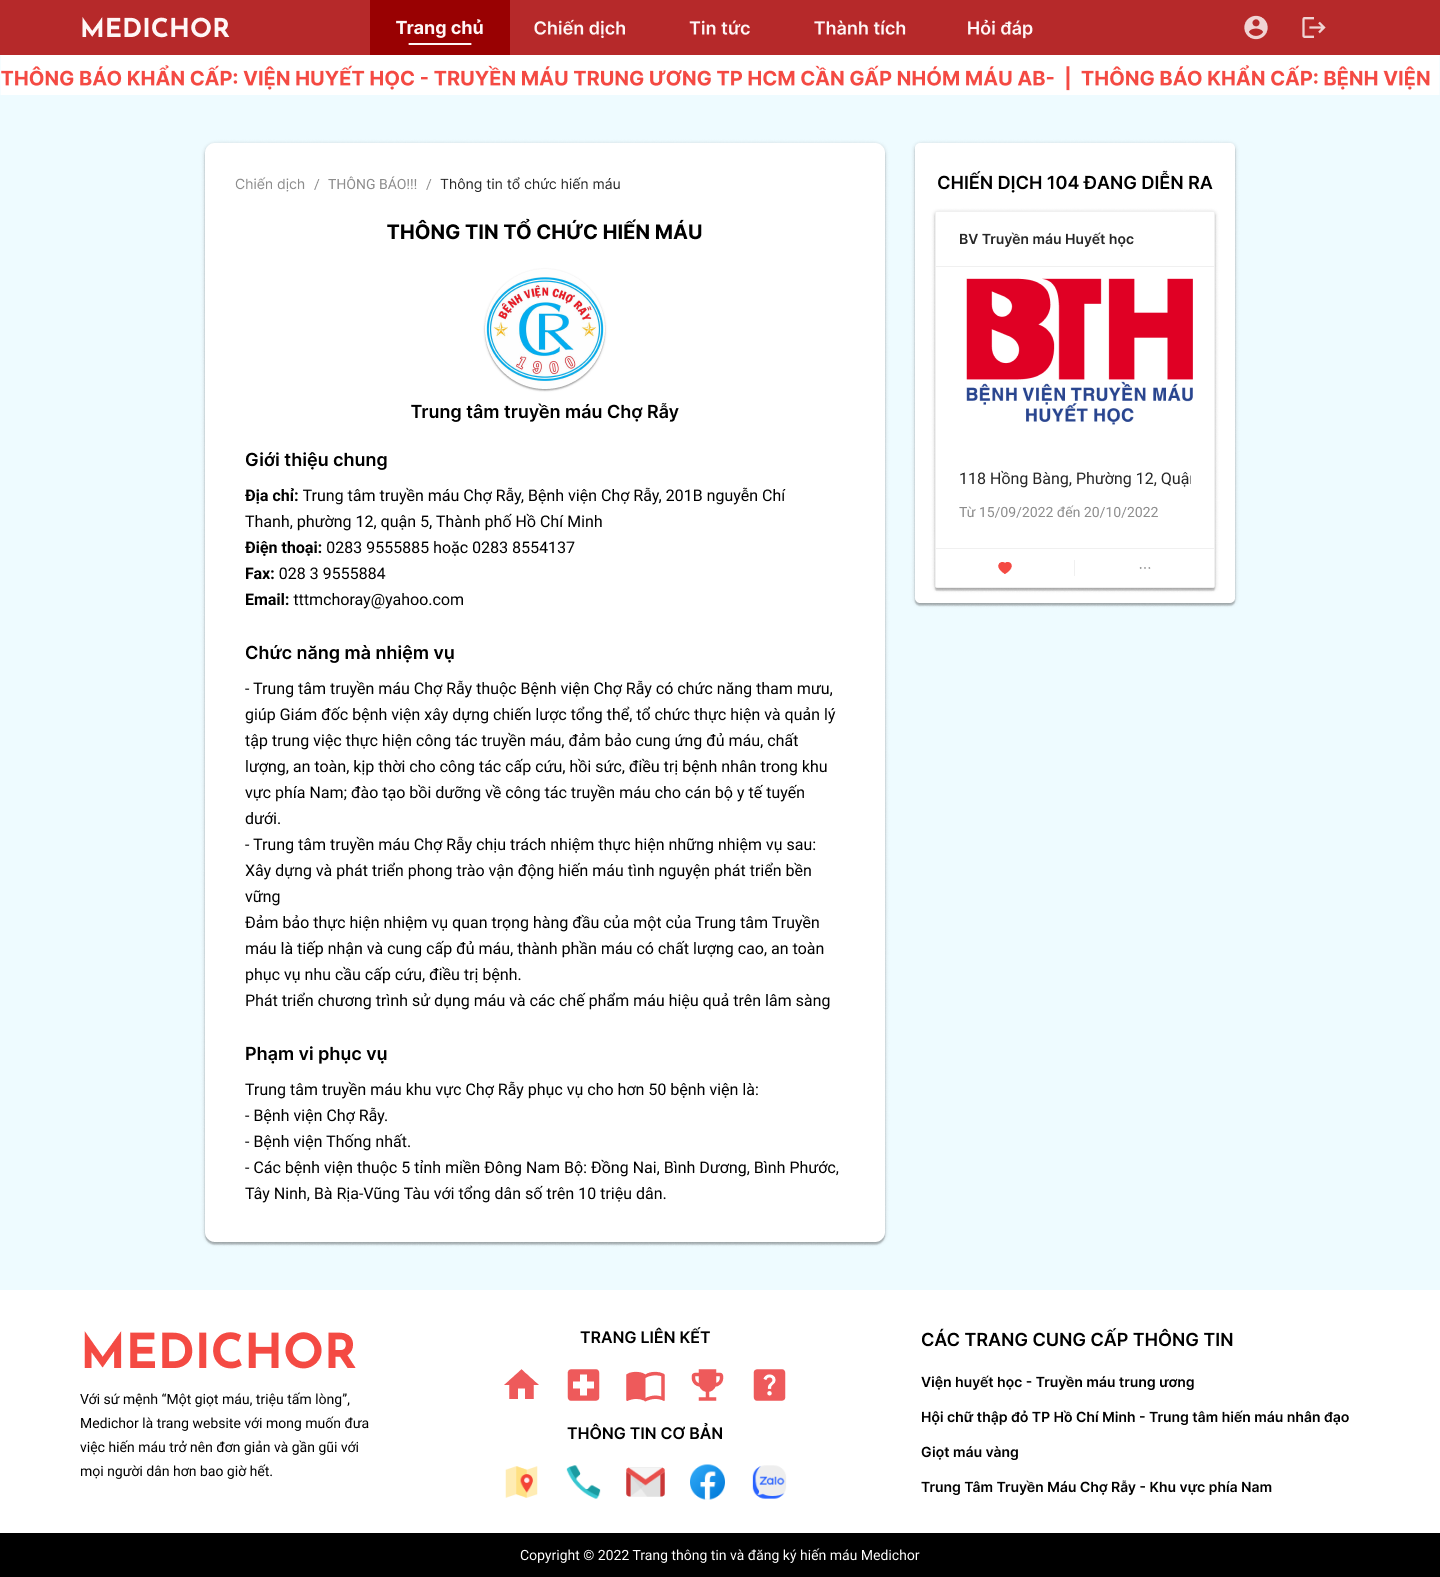 MEDICHOR
Trang chủ
Chiến dịch
Tin tức
Thành tích
Hỏi đáp
THÔNG BÁO KHẨN CẤP: VIỆN HUYẾT HỌC - TRUYỀN MÁU TRUNG ƯƠNG TP HCM CẦN GẤP NHÓM MÁU AB- | THÔNG BÁO KHẨN CẤP: BỆNH VIỆN
Chiến dịch / THÔNG BÁO!!! / Thông tin tổ chức hiến máu
THÔNG TIN TỔ CHỨC HIẾN MÁU
BỆNH VIỆN CHỢ RẪY
CR
1900
Trung tâm truyền máu Chợ Rẫy
Giới thiệu chung
Địa chỉ: Trung tâm truyền máu Chợ Rẫy, Bệnh viện Chợ Rẫy, 201B nguyễn Chí
Thanh, phường 12, quận 5, Thành phố Hồ Chí Minh
Điện thoại: 0283 9555885 hoặc 0283 8554137
Fax: 028 3 9555884
Email: tttmchoray@yahoo.com
Chức năng mà nhiệm vụ
- Trung tâm truyền máu Chợ Rẫy thuộc Bệnh viện Chợ Rẫy có chức năng tham mưu,
giúp Giám đốc bệnh viện xây dựng chiến lược tổng thể, tổ chức thực hiện và quản lý
tập trung việc thực hiện công tác truyền máu, đảm bảo cung ứng đủ máu, chất
lượng, an toàn, kịp thời cho công tác cấp cứu, hồi sức, điều trị bệnh nhân trong khu
vực phía Nam; đào tạo bồi dưỡng về công tác truyền máu cho cán bộ y tế tuyến
dưới.
- Trung tâm truyền máu Chợ Rẫy chịu trách nhiệm thực hiện những nhiệm vụ sau:
Xây dựng và phát triển phong trào vận động hiến máu tình nguyện phát triển bền
vững
Đảm bảo thực hiện nhiệm vụ quan trọng hàng đầu của một của Trung tâm Truyền
máu là tiếp nhận và cung cấp đủ máu, thành phần máu có chất lượng cao, an toàn
phục vụ nhu cầu cấp cứu, điều trị bệnh.
Phát triển chương trình sử dụng máu và các chế phẩm máu hiệu quả trên lâm sàng
Phạm vi phục vụ
Trung tâm truyền máu khu vực Chợ Rẫy phục vụ cho hơn 50 bệnh viện là:
- Bệnh viện Chợ Rẫy.
- Bệnh viện Thống nhất.
- Các bệnh viện thuộc 5 tỉnh miền Đông Nam Bộ: Đồng Nai, Bình Dương, Bình Phước,
Tây Ninh, Bà Rịa-Vũng Tàu với tổng dân số trên 10 triệu dân.
CHIẾN DỊCH 104 ĐANG DIỄN RA
BV Truyền máu Huyết học
BTH
BỆNH VIỆN TRUYỀN MÁU
HUYẾT HỌC
118 Hồng Bàng, Phường 12, Quận
Từ 15/09/2022 đến 20/10/2022
MEDICHOR
Với sứ mệnh “Một giọt máu, triệu tấm lòng”,
Medichor là trang website với mong muốn đưa
việc hiến máu trở nên đơn giản và gần gũi với
mọi người dân hơn bao giờ hết.
TRANG LIÊN KẾT
?
THÔNG TIN CƠ BẢN
Zalo
CÁC TRANG CUNG CẤP THÔNG TIN
Viện huyết học - Truyền máu trung ương
Hội chữ thập đỏ TP Hồ Chí Minh - Trung tâm hiến máu nhân đạo
Giọt máu vàng
Trung Tâm Truyền Máu Chợ Rẫy - Khu vực phía Nam
Copyright © 2022 Trang thông tin và đăng ký hiến máu Medichor